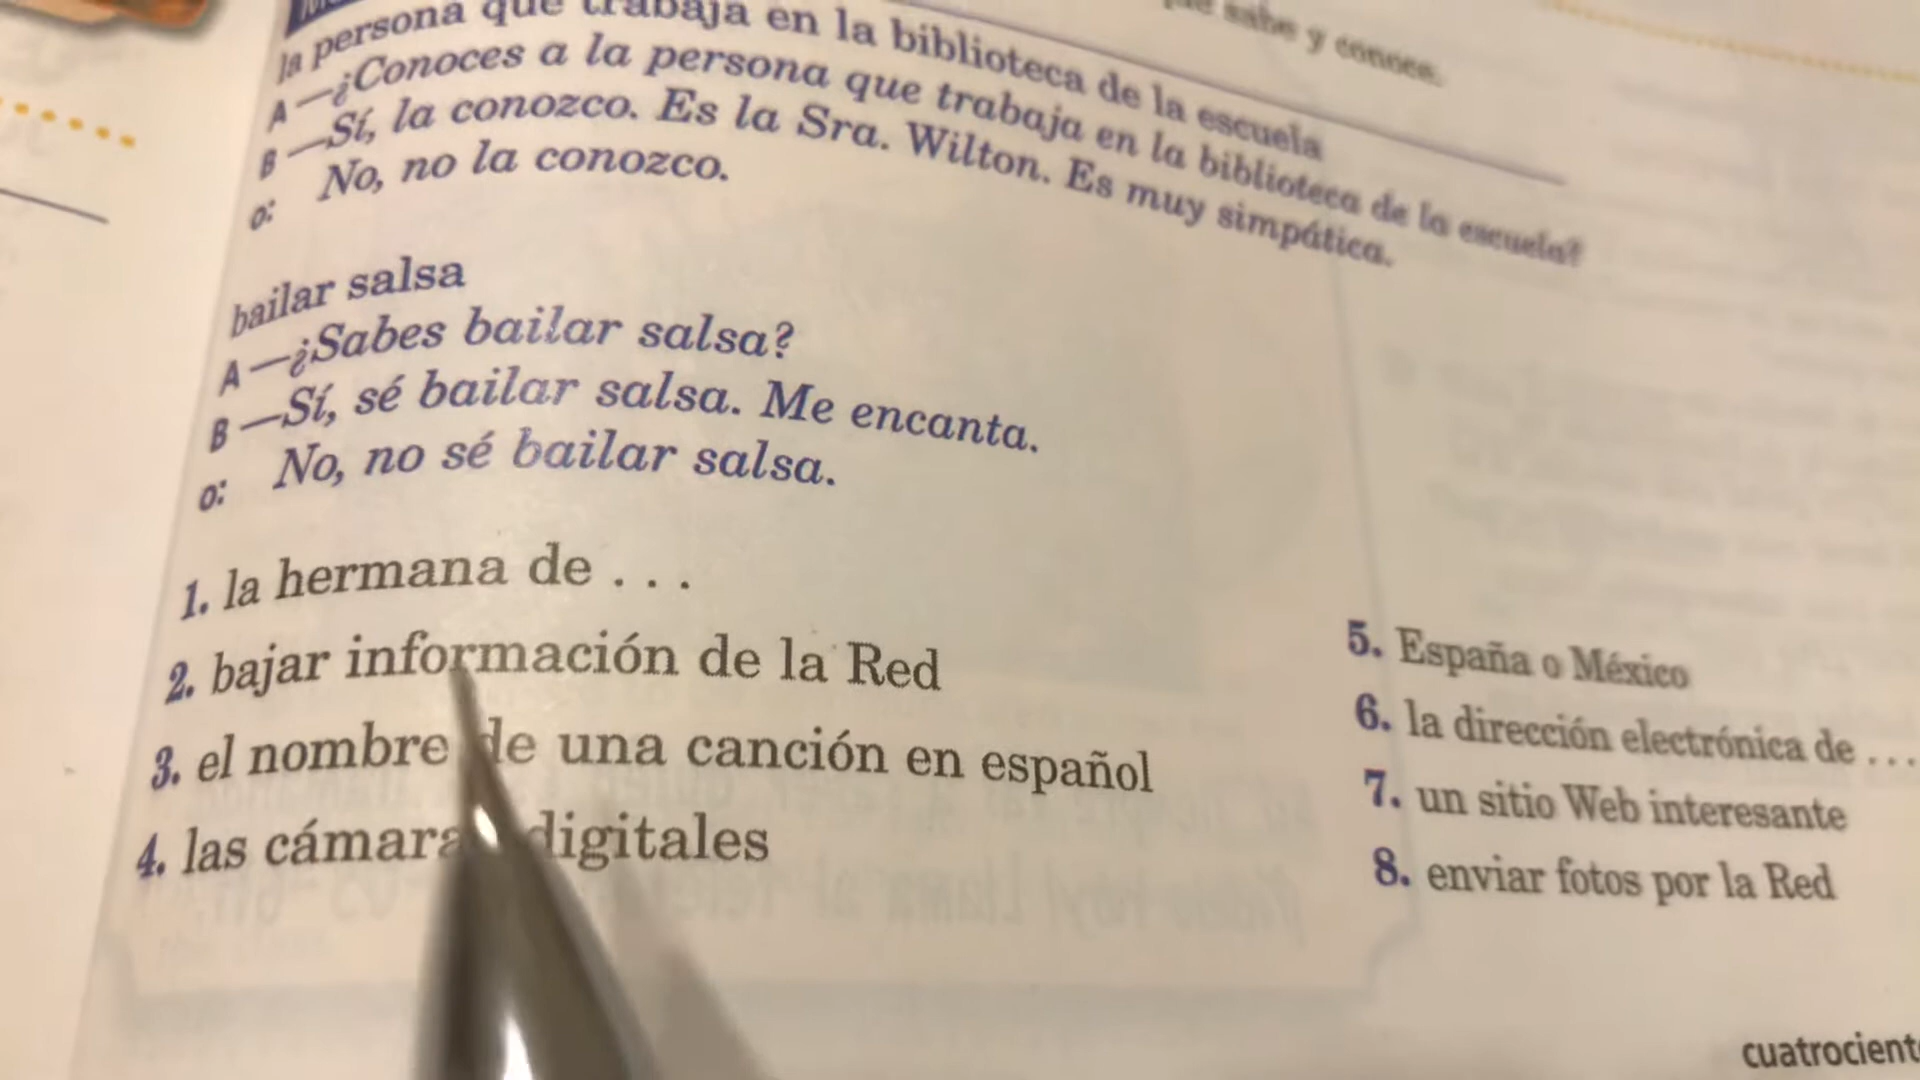 sabe y conoce.
la persona que trabaja en la biblioteca de la escuela
A —¿Conoces a la persona que trabaja en la biblioteca de la escuela?
B —Sí, la conozco. Es la Sra. Wilton. Es muy simpática.
o: No, no la conozco.
bailar salsa
A —¿Sabes bailar salsa?
B —Sí, sé bailar salsa. Me encanta.
o: No, no sé bailar salsa.
1. la hermana de . . .
2. bajar información de la Red
3. el nombre de una canción en español
4. las cámaras digitales
5. España o México
6. la dirección electrónica de . . .
7. un sitio Web interesante
8. enviar fotos por la Red
cuatrocient